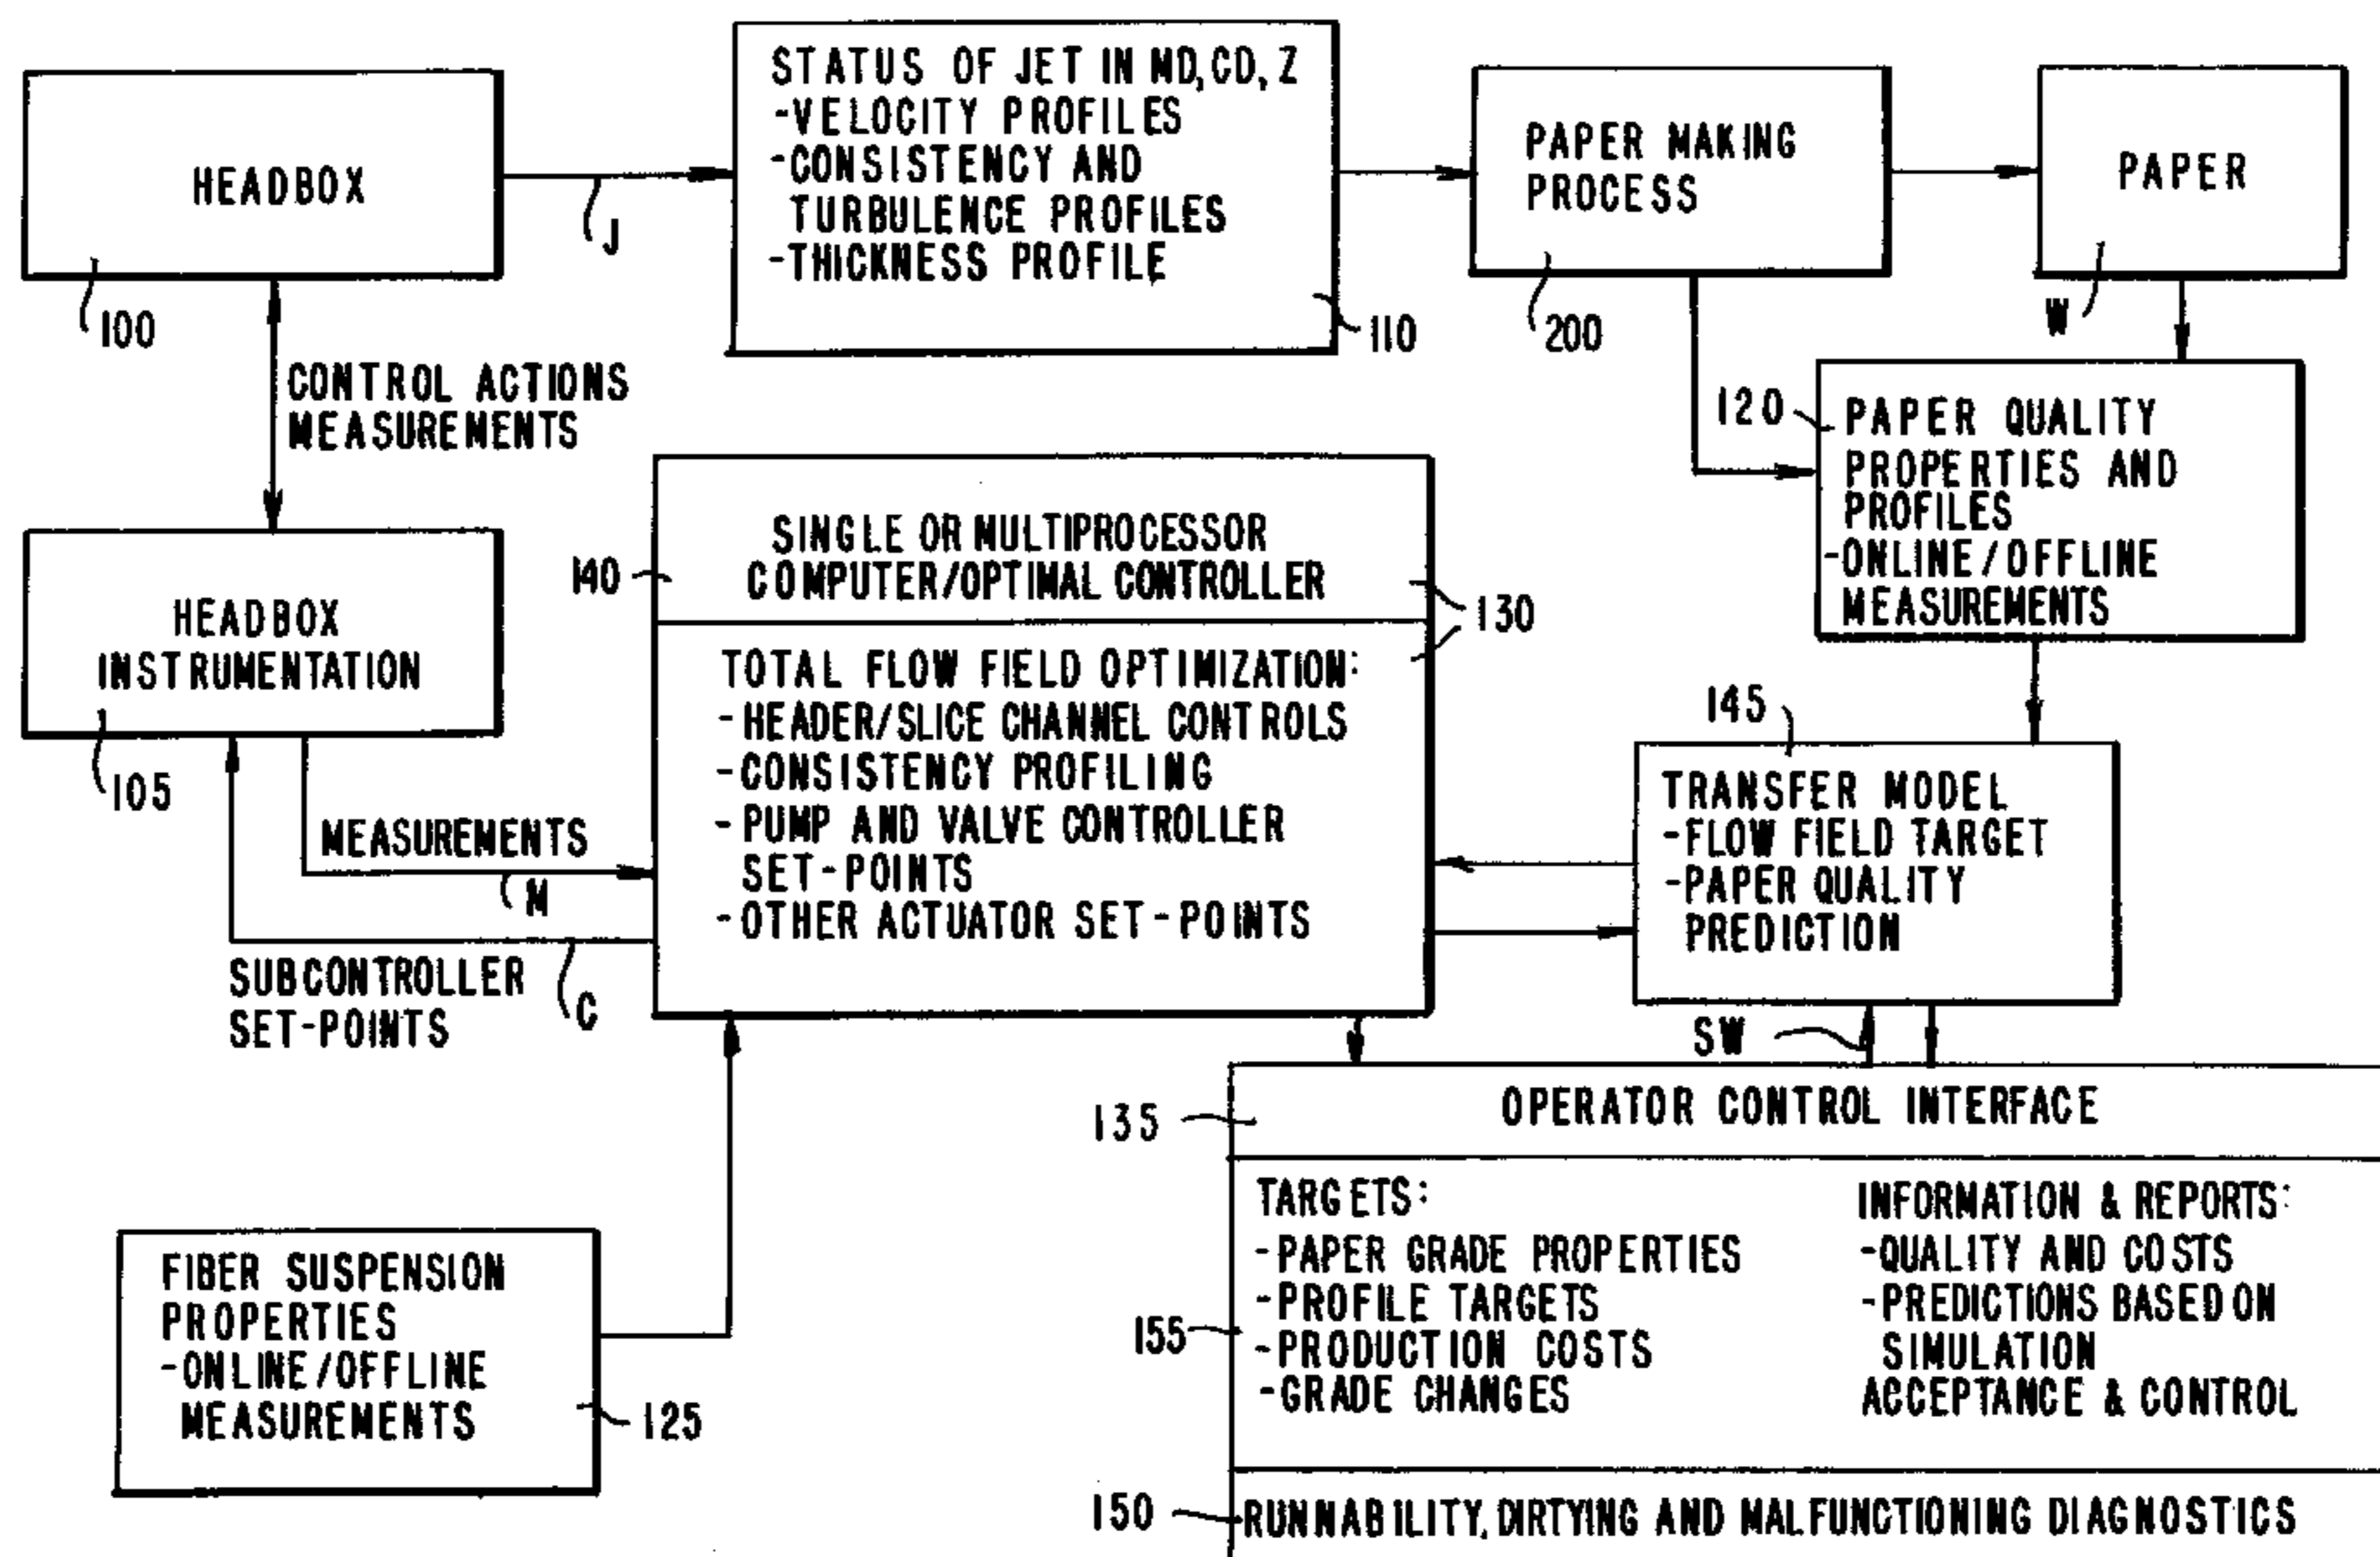 HEADBOX
100
J
STATUS OF JET IN MD, CD, Z
-VELOCITY PROFILES
-CONSISTENCY AND
TURBULENCE PROFILES
-THICKNESS PROFILE
110
PAPER MAKING
PROCESS
200
PAPER
W
CONTROL ACTIONS
MEASUREMENTS
120
PAPER QUALITY
PROPERTIES AND
PROFILES
-ONLINE/OFFLINE
MEASUREMENTS
HEADBOX
INSTRUMENTATION
105
MEASUREMENTS
M
SUBCONTROLLER
SET-POINTS
C
140
SINGLE OR MULTIPROCESSOR
COMPUTER/OPTIMAL CONTROLLER
130
TOTAL FLOW FIELD OPTIMIZATION:
-HEADER/SLICE CHANNEL CONTROLS
-CONSISTENCY PROFILING
-PUMP AND VALVE CONTROLLER
SET-POINTS
-OTHER ACTUATOR SET-POINTS
145
TRANSFER MODEL
-FLOW FIELD TARGET
-PAPER QUALITY
PREDICTION
SW
FIBER SUSPENSION
PROPERTIES
-ONLINE/OFFLINE
MEASUREMENTS
125
135
OPERATOR CONTROL INTERFACE
155
TARGETS:
-PAPER GRADE PROPERTIES
-PROFILE TARGETS
-PRODUCTION COSTS
-GRADE CHANGES
INFORMATION & REPORTS:
-QUALITY AND COSTS
-PREDICTIONS BASED ON
SIMULATION
ACCEPTANCE & CONTROL
150
RUNNABILITY, DIRTYING AND MALFUNCTIONING DIAGNOSTICS